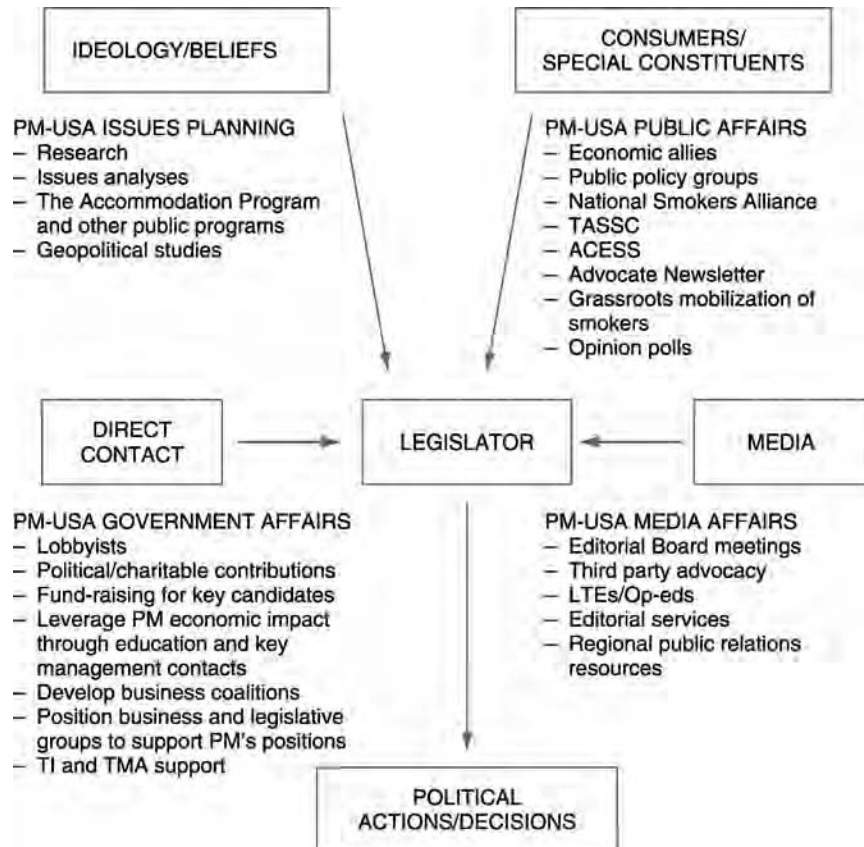 IDEOLOGY/BELIEFS
CONSUMERS/
SPECIAL CONSTITUENTS
PM-USA ISSUES PLANNING
– Research
– Issues analyses
– The Accommodation Program
and other public programs
– Geopolitical studies
PM-USA PUBLIC AFFAIRS
– Economic allies
– Public policy groups
– National Smokers Alliance
– TASSC
– ACESS
– Advocate Newsletter
– Grassroots mobilization of
smokers
– Opinion polls
DIRECT
CONTACT
LEGISLATOR
MEDIA
PM-USA GOVERNMENT AFFAIRS
– Lobbyists
– Political/charitable contributions
– Fund-raising for key candidates
– Leverage PM economic impact
through education and key
management contacts
– Develop business coalitions
– Position business and legislative
groups to support PM's positions
– TI and TMA support
PM-USA MEDIA AFFAIRS
– Editorial Board meetings
– Third party advocacy
– LTEs/Op-eds
– Editorial services
– Regional public relations
resources
POLITICAL
ACTIONS/DECISIONS